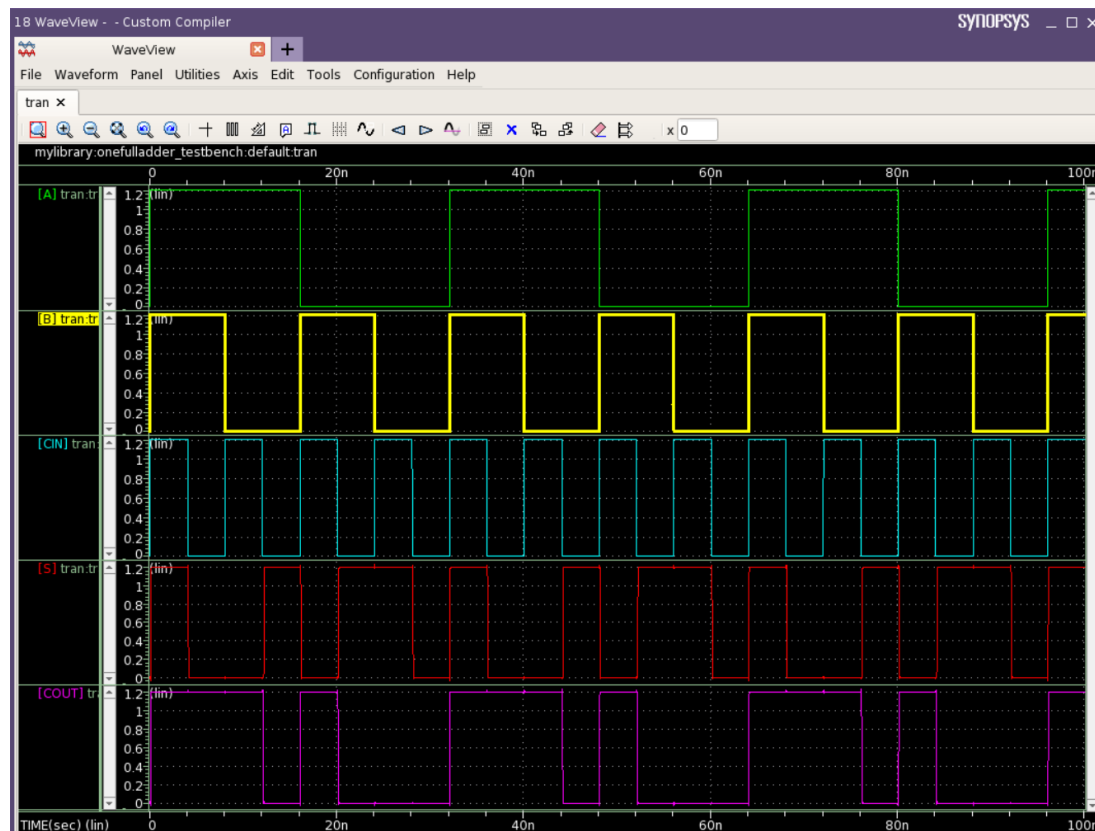 18 WaveView - - Custom Compiler SYNOPSYS
WaveView
File Waveform Panel Utilities Axis Edit Tools Configuration Help
tran
x 0
mylibrary:onefulladder_testbench:default:tran
0 20n 40n 60n 80n 100n
[A] tran:tr 1.2 (lin)
1
0.8
0.6
0.4
0.2
0
[B] tran:tr 1.2 (lin)
1
0.8
0.6
0.4
0.2
0
[CIN] tran: 1.2 (lin)
1
0.8
0.6
0.4
0.2
0
[S] tran:tr 1.2 (lin)
1
0.8
0.6
0.4
0.2
0
[COUT] tra 1.2 (lin)
1
0.8
0.6
0.4
0.2
0
TIME(sec) (lin) 0 20n 40n 60n 80n 100n